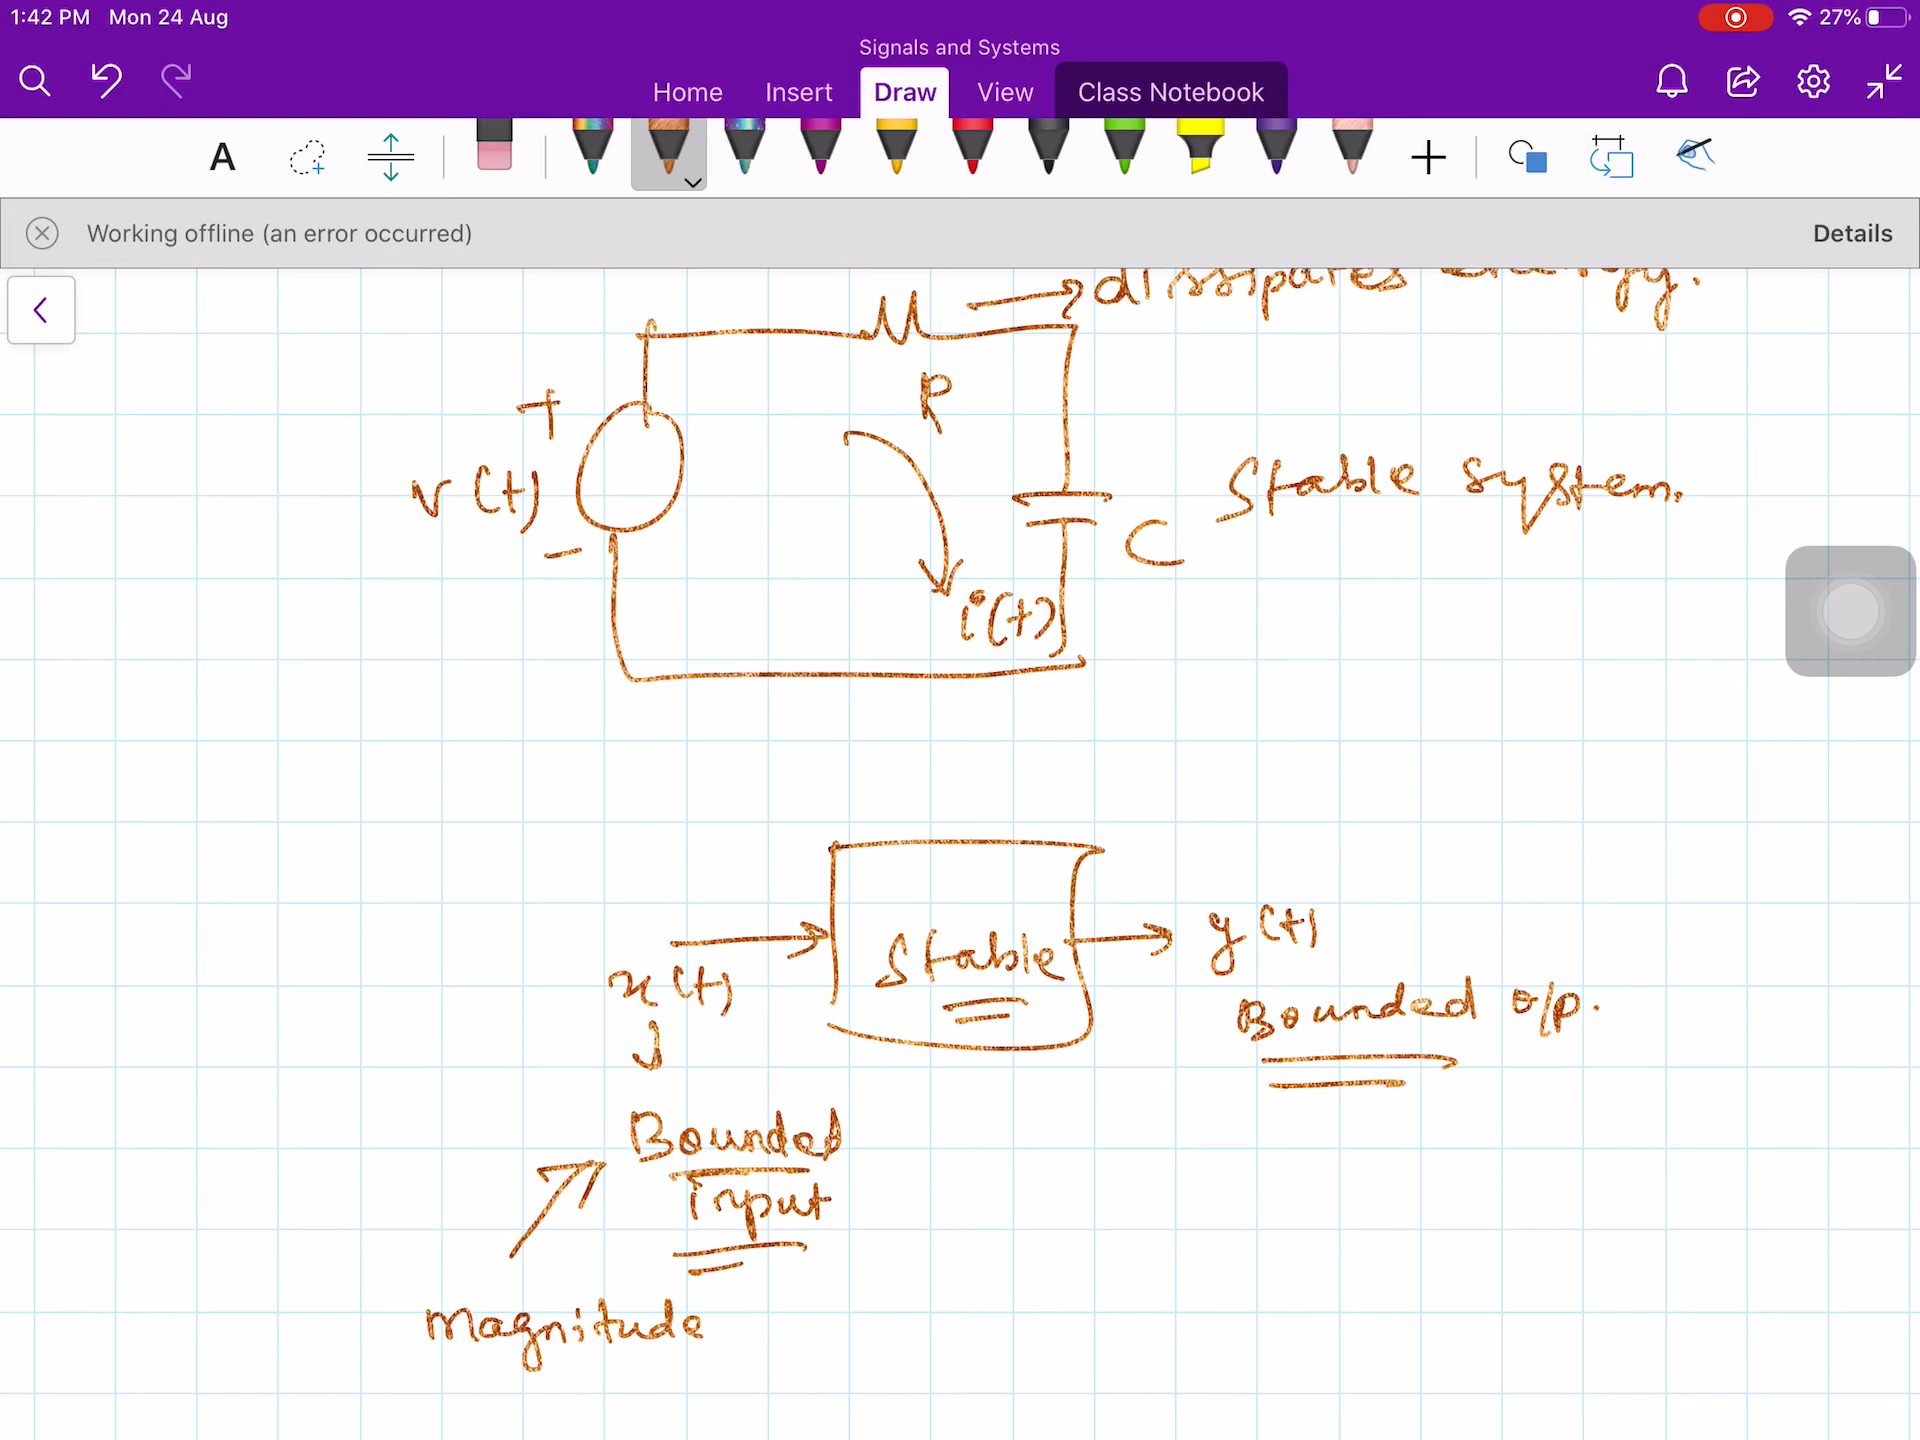 1:42 PM Mon 24 Aug
27%
Signals and Systems
Home Insert Draw View Class Notebook
A
Working offline (an error occurred) Details
dissipates energy.
R
+
v(t)
-
C
i(t)
Stable system.
x(t)
Stable
y(t)
Bounded o/p.
Bounded
input
magnitude